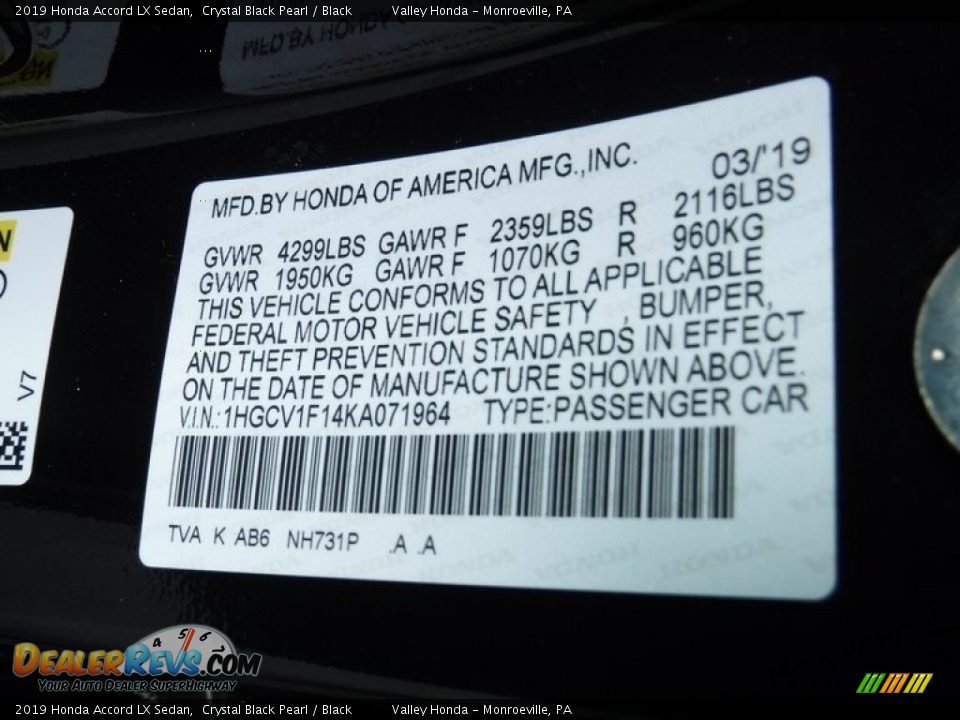 2019 Honda Accord LX Sedan, Crystal Black Pearl / Black Valley Honda - Monroeville, PA
MFD.BY HONDA OF AMERICA MFG.,INC. 03/'19
GVWR 4299LBS GAWR F 2359LBS R 2116LBS
GVWR 1950KG GAWR F 1070KG R 960KG
THIS VEHICLE CONFORMS TO ALL APPLICABLE
FEDERAL MOTOR VEHICLE SAFETY , BUMPER,
AND THEFT PREVENTION STANDARDS IN EFFECT
ON THE DATE OF MANUFACTURE SHOWN ABOVE.
V.I.N.:1HGCV1F14KA071964 TYPE:PASSENGER CAR
TVA K AB6 NH731P .A .A
N
V7
4 5 6
DEALERREVS.COM
YOUR AUTO DEALER SUPERHIGHWAY
2019 Honda Accord LX Sedan, Crystal Black Pearl / Black Valley Honda - Monroeville, PA